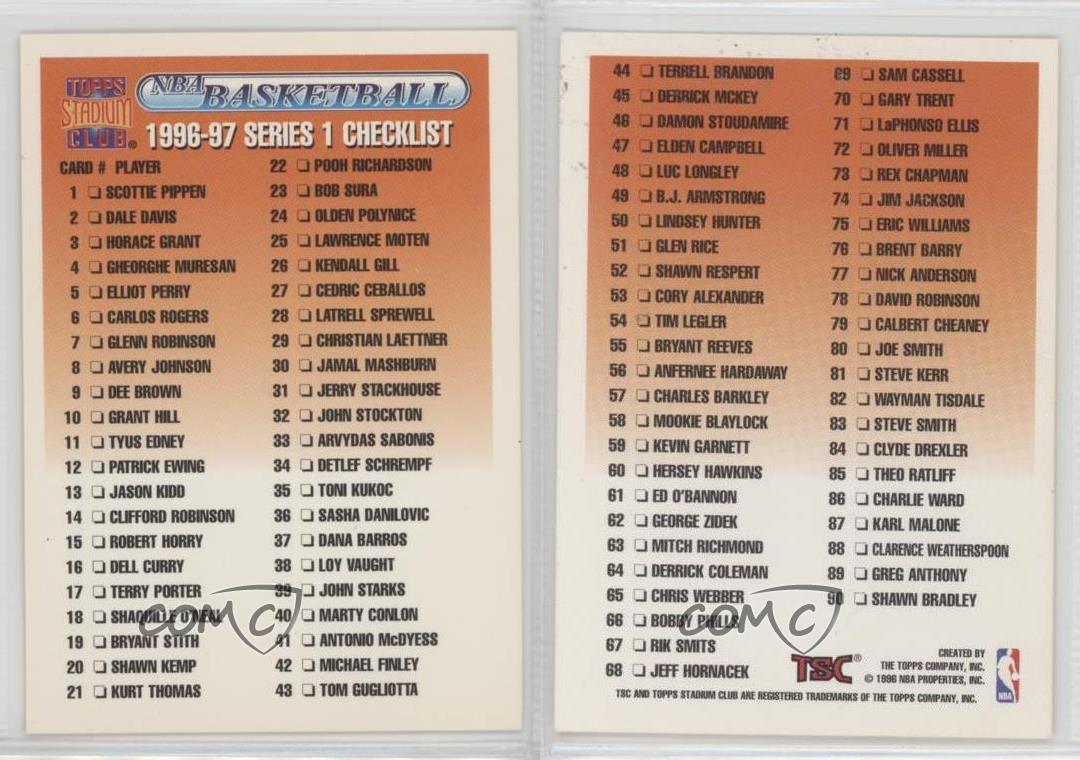 TOPPS STADIUM CLUB®
NBA BASKETBALL
1996-97 SERIES 1 CHECKLIST
CARD # PLAYER
1 ❏ SCOTTIE PIPPEN
2 ❏ DALE DAVIS
3 ❏ HORACE GRANT
4 ❏ GHEORGHE MURESAN
5 ❏ ELLIOT PERRY
6 ❏ CARLOS ROGERS
7 ❏ GLENN ROBINSON
8 ❏ AVERY JOHNSON
9 ❏ DEE BROWN
10 ❏ GRANT HILL
11 ❏ TYUS EDNEY
12 ❏ PATRICK EWING
13 ❏ JASON KIDD
14 ❏ CLIFFORD ROBINSON
15 ❏ ROBERT HORRY
16 ❏ DELL CURRY
17 ❏ TERRY PORTER
18 ❏ SHAQUILLE O'NEAL
19 ❏ BRYANT STITH
20 ❏ SHAWN KEMP
21 ❏ KURT THOMAS
22 ❏ POOH RICHARDSON
23 ❏ BOB SURA
24 ❏ OLDEN POLYNICE
25 ❏ LAWRENCE MOTEN
26 ❏ KENDALL GILL
27 ❏ CEDRIC CEBALLOS
28 ❏ LATRELL SPREWELL
29 ❏ CHRISTIAN LAETTNER
30 ❏ JAMAL MASHBURN
31 ❏ JERRY STACKHOUSE
32 ❏ JOHN STOCKTON
33 ❏ ARVYDAS SABONIS
34 ❏ DETLEF SCHREMPF
35 ❏ TONI KUKOC
36 ❏ SASHA DANILOVIC
37 ❏ DANA BARROS
38 ❏ LOY VAUGHT
39 ❏ JOHN STARKS
40 ❏ MARTY CONLON
41 ❏ ANTONIO McDYESS
42 ❏ MICHAEL FINLEY
43 ❏ TOM GUGLIOTTA
COMC
44 ❏ TERRELL BRANDON
45 ❏ DERRICK MCKEY
46 ❏ DAMON STOUDAMIRE
47 ❏ ELDEN CAMPBELL
48 ❏ LUC LONGLEY
49 ❏ B.J. ARMSTRONG
50 ❏ LINDSEY HUNTER
51 ❏ GLEN RICE
52 ❏ SHAWN RESPERT
53 ❏ CORY ALEXANDER
54 ❏ TIM LEGLER
55 ❏ BRYANT REEVES
56 ❏ ANFERNEE HARDAWAY
57 ❏ CHARLES BARKLEY
58 ❏ MOOKIE BLAYLOCK
59 ❏ KEVIN GARNETT
60 ❏ HERSEY HAWKINS
61 ❏ ED O'BANNON
62 ❏ GEORGE ZIDEK
63 ❏ MITCH RICHMOND
64 ❏ DERRICK COLEMAN
65 ❏ CHRIS WEBBER
66 ❏ BOBBY PHILLS
67 ❏ RIK SMITS
68 ❏ JEFF HORNACEK
69 ❏ SAM CASSELL
70 ❏ GARY TRENT
71 ❏ LaPHONSO ELLIS
72 ❏ OLIVER MILLER
73 ❏ REX CHAPMAN
74 ❏ JIM JACKSON
75 ❏ ERIC WILLIAMS
76 ❏ BRENT BARRY
77 ❏ NICK ANDERSON
78 ❏ DAVID ROBINSON
79 ❏ CALBERT CHEANEY
80 ❏ JOE SMITH
81 ❏ STEVE KERR
82 ❏ WAYMAN TISDALE
83 ❏ STEVE SMITH
84 ❏ CLYDE DREXLER
85 ❏ THEO RATLIFF
86 ❏ CHARLIE WARD
87 ❏ KARL MALONE
88 ❏ CLARENCE WEATHERSPOON
89 ❏ GREG ANTHONY
90 ❏ SHAWN BRADLEY
COMC
TSC®
CREATED BY
THE TOPPS COMPANY, INC.
© 1996 NBA PROPERTIES, INC.
NBA
TSC AND TOPPS STADIUM CLUB ARE REGISTERED TRADEMARKS OF THE TOPPS COMPANY, INC.